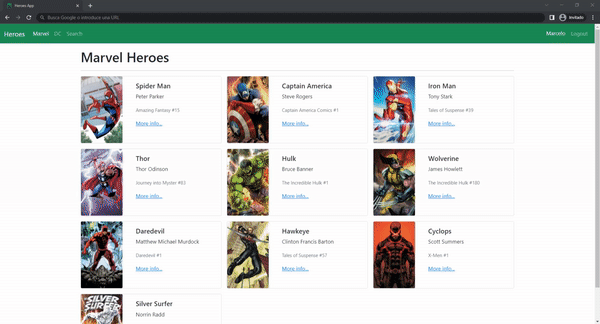 Heroes App
Busca Google o introduce una URL
Invitado
Heroes Marvel DC Search Marcelo Logout
Marvel Heroes
Spider Man
Peter Parker
Amazing Fantasy #15
More info...
Captain America
Steve Rogers
Captain America Comics #1
More info...
Iron Man
Tony Stark
Tales of Suspense #39
More info...
Thor
Thor Odinson
Journey into Myster #83
More info...
Hulk
Bruce Banner
The Incredible Hulk #1
More info...
Wolverine
James Howlett
The Incredible Hulk #180
More info...
Daredevil
Matthew Michael Murdock
Daredevil #1
More info...
Hawkeye
Clinton Francis Barton
Tales of Suspense #57
More info...
Cyclops
Scott Summers
X-Men #1
More info...
SILVER
SURFER
Silver Surfer
Norrin Radd